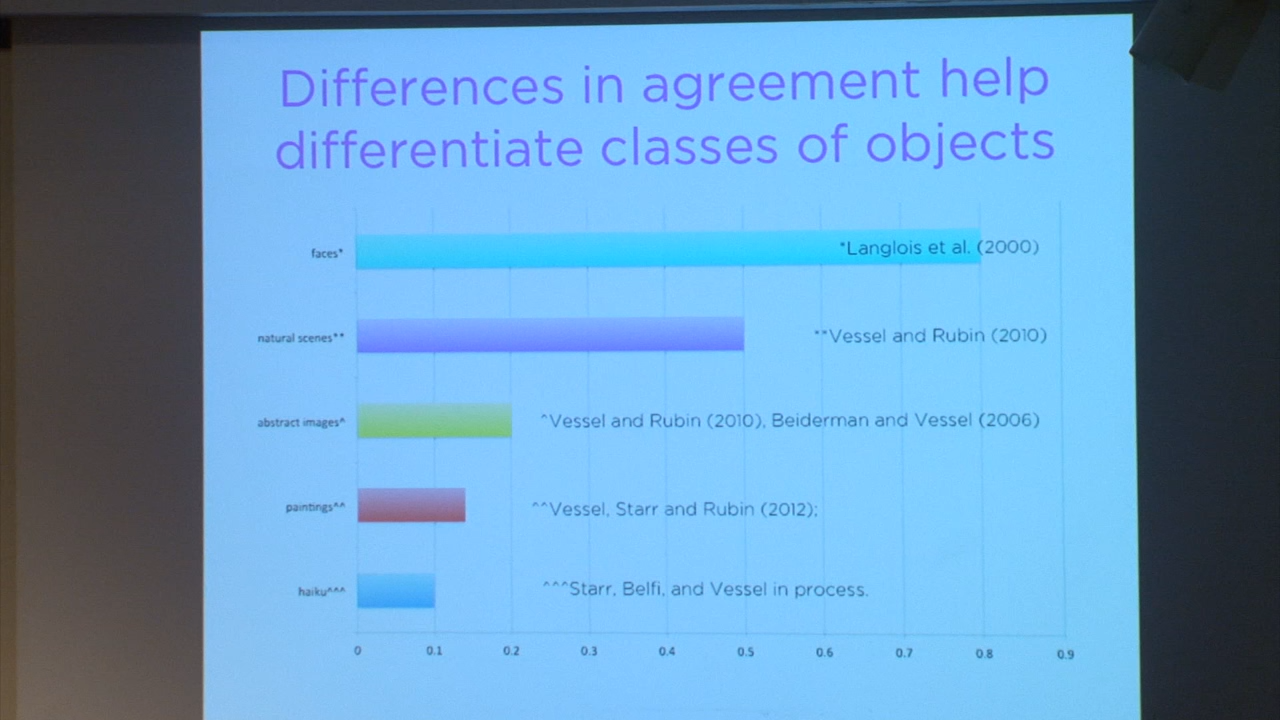 Differences in agreement help
differentiate classes of objects
faces*
*Langlois et al. (2000)
natural scenes**
**Vessel and Rubin (2010)
abstract images^
^Vessel and Rubin (2010), Beiderman and Vessel (2006)
paintings^^
^^Vessel, Starr and Rubin (2012);
haiku^^^
^^^Starr, Belfi, and Vessel in process.
0 0.1 0.2 0.3 0.4 0.5 0.6 0.7 0.8 0.9